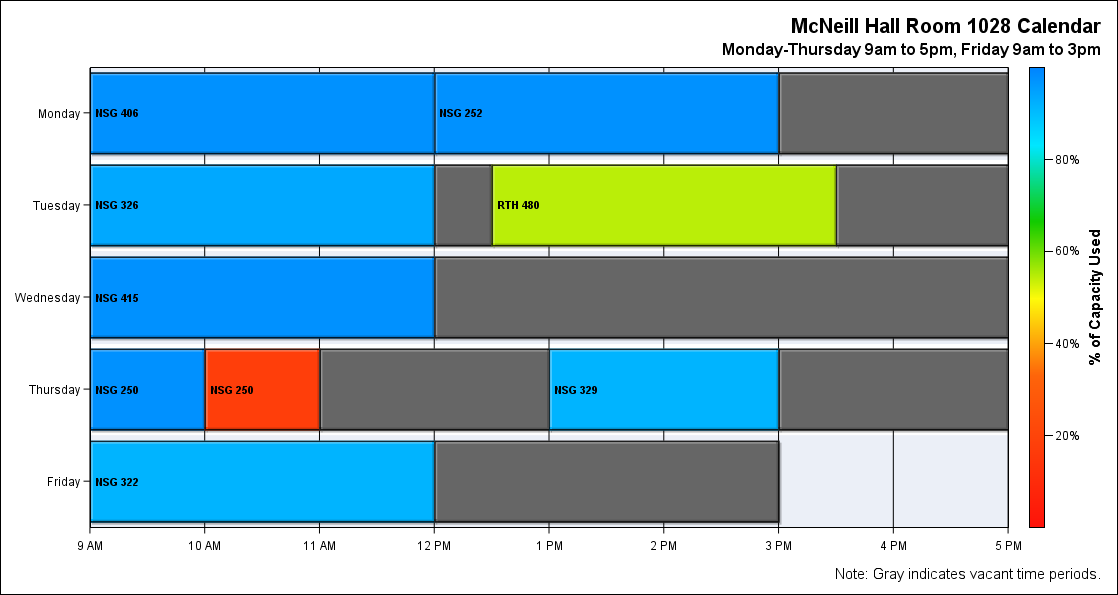 McNeill Hall Room 1028 Calendar
Monday-Thursday 9am to 5pm, Friday 9am to 3pm
Monday
NSG 406
NSG 252
Tuesday
NSG 326
RTH 480
Wednesday
NSG 415
Thursday
NSG 250
NSG 250
NSG 329
Friday
NSG 322
9 AM
10 AM
11 AM
12 PM
1 PM
2 PM
3 PM
4 PM
5 PM
80%
60%
40%
20%
% of Capacity Used
Note: Gray indicates vacant time periods.